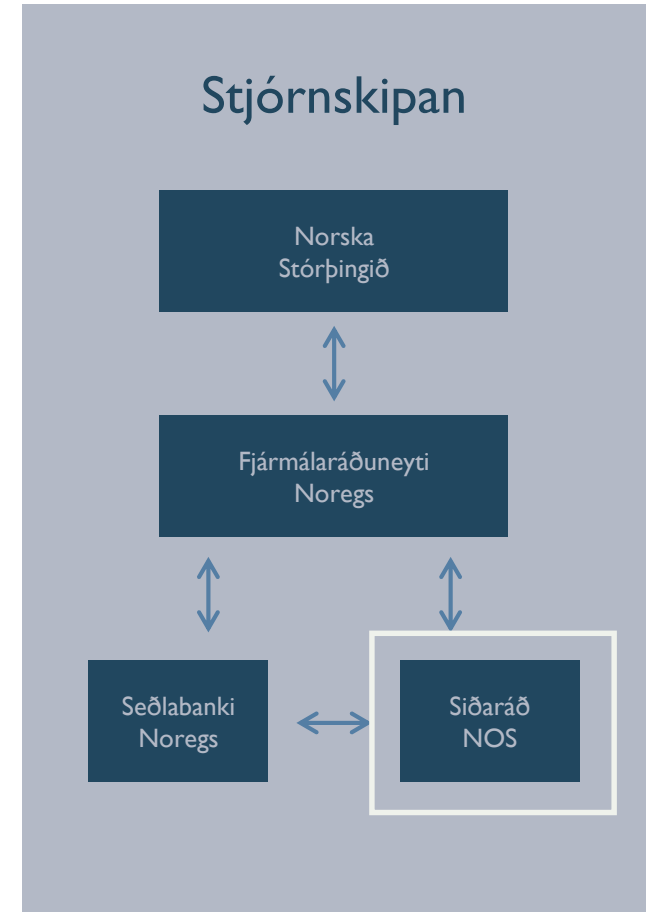 Stjórnskipan
Norska
Stórþingið
Fjármálaráðuneyti
Noregs
Seðlabanki
Noregs
Siðaráð
NOS